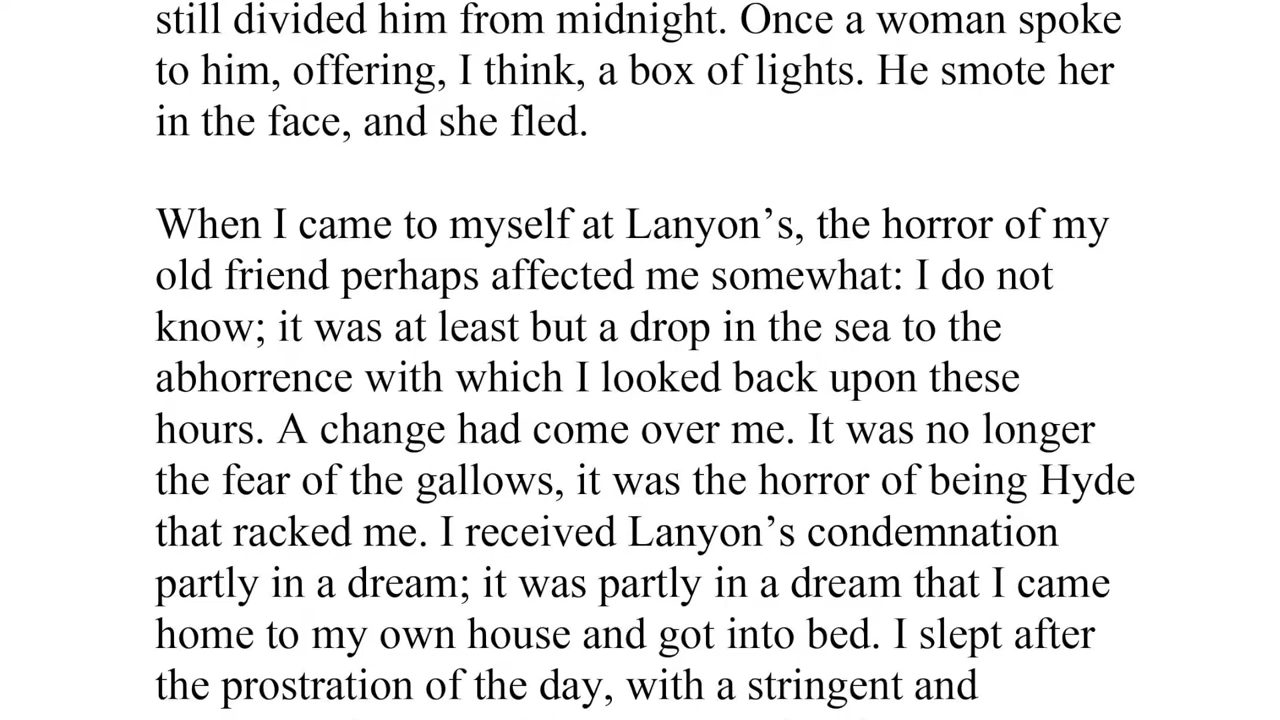 still divided him from midnight. Once a woman spoke
to him, offering, I think, a box of lights. He smote her
in the face, and she fled.
When I came to myself at Lanyon’s, the horror of my
old friend perhaps affected me somewhat: I do not
know; it was at least but a drop in the sea to the
abhorrence with which I looked back upon these
hours. A change had come over me. It was no longer
the fear of the gallows, it was the horror of being Hyde
that racked me. I received Lanyon’s condemnation
partly in a dream; it was partly in a dream that I came
home to my own house and got into bed. I slept after
the prostration of the day, with a stringent and